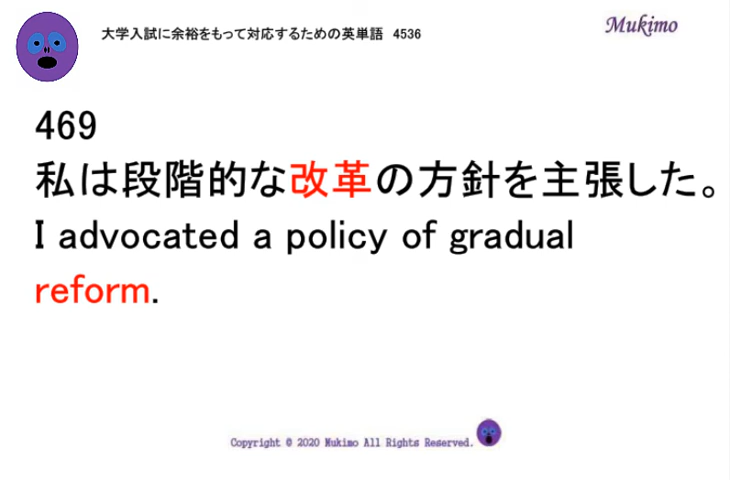 大学入試に余裕をもって対応するための英単語 4536
Mukimo
469
私は段階的な改革の方針を主張した。
I advocated a policy of gradual
reform.
Copyright © 2020 Mukimo All Rights Reserved.